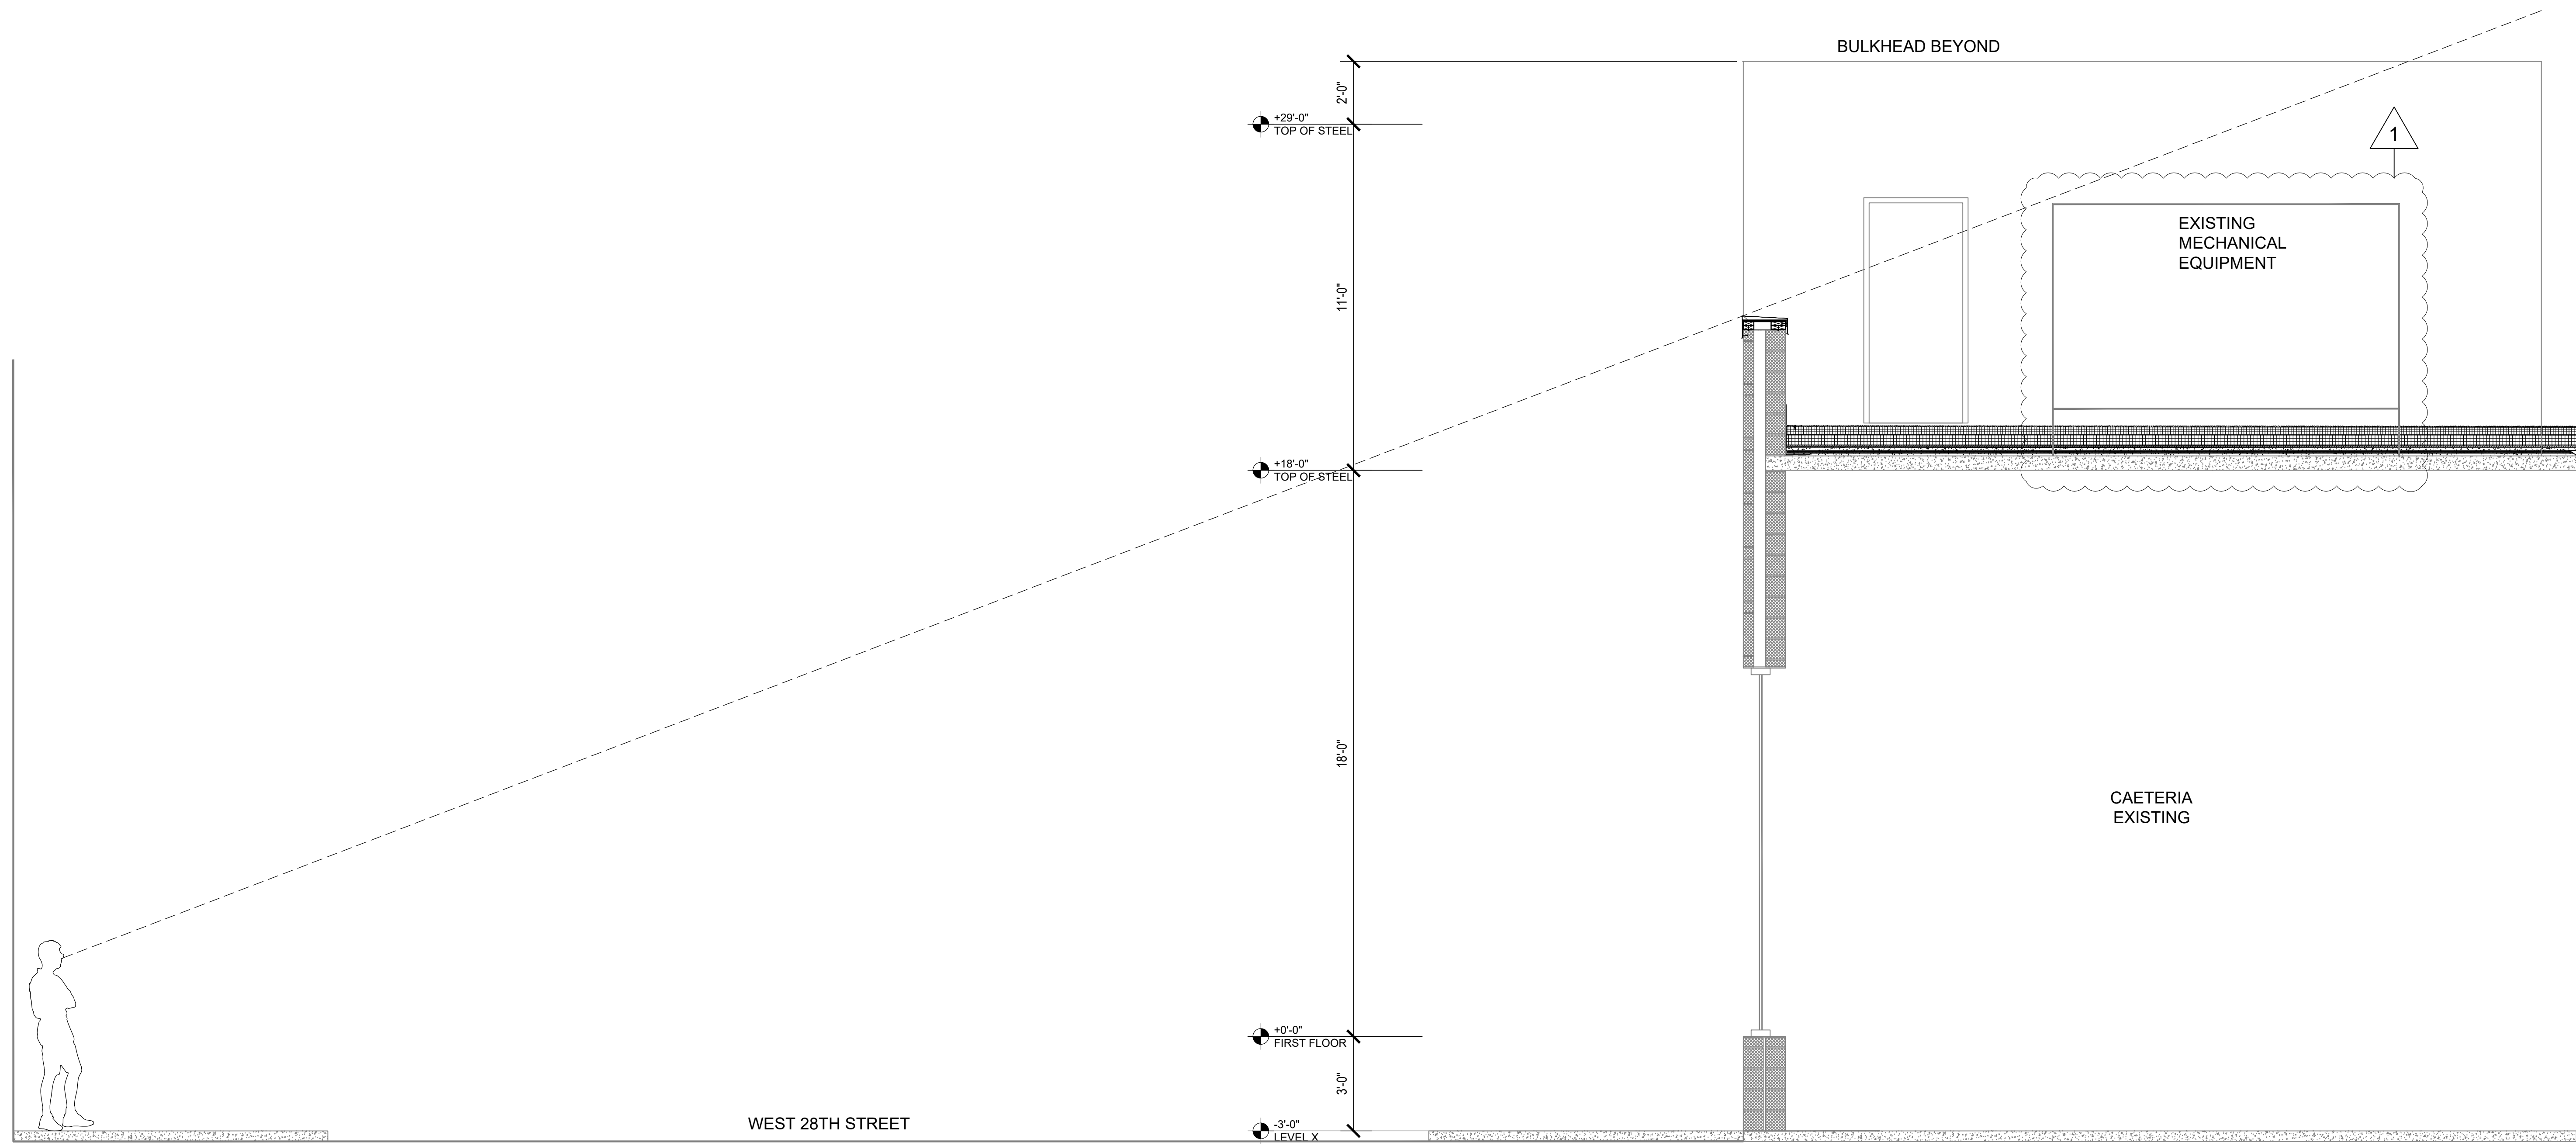 BULKHEAD BEYOND
2'-0"
+29'-0"
TOP OF STEEL
1
EXISTING
MECHANICAL
EQUIPMENT
11'-0"
+18'-0"
TOP OF STEEL
18'-0"
CAETERIA
EXISTING
+0'-0"
FIRST FLOOR
3'-0"
WEST 28TH STREET
-3'-0"
LEVEL X